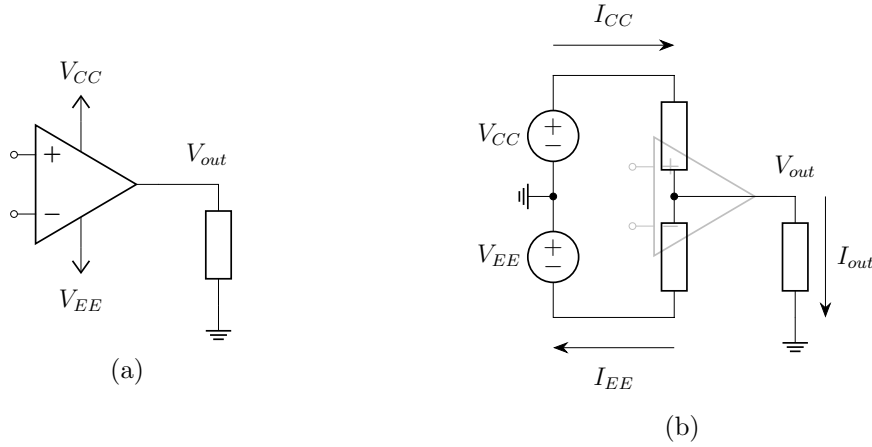 V_CC
+
−
V_out
V_EE
(a)
I_CC
V_CC
+
−
+
V_out
V_EE
+
−
−
I_out
I_EE
(b)